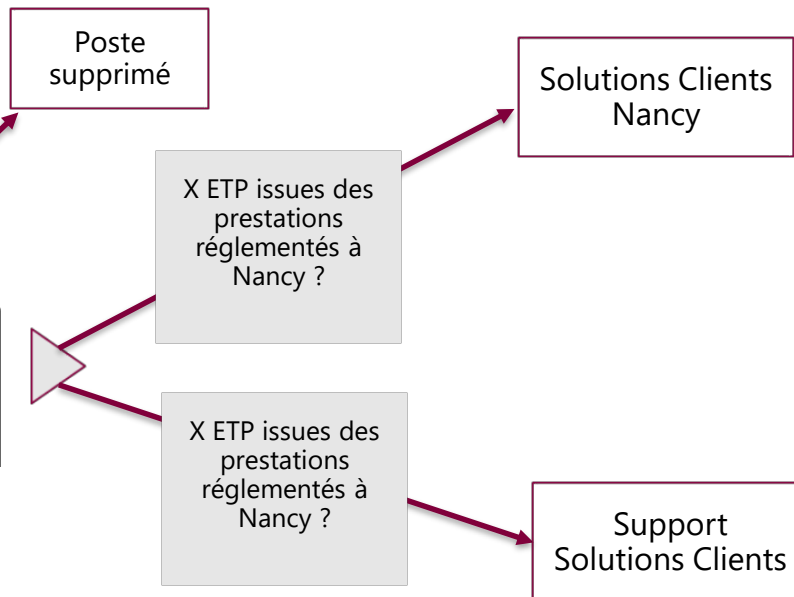 Poste
supprimé
Solutions Clients
Nancy
X ETP issues des
prestations
réglementés à
Nancy ?
X ETP issues des
prestations
réglementés à
Nancy ?
Support
Solutions Clients